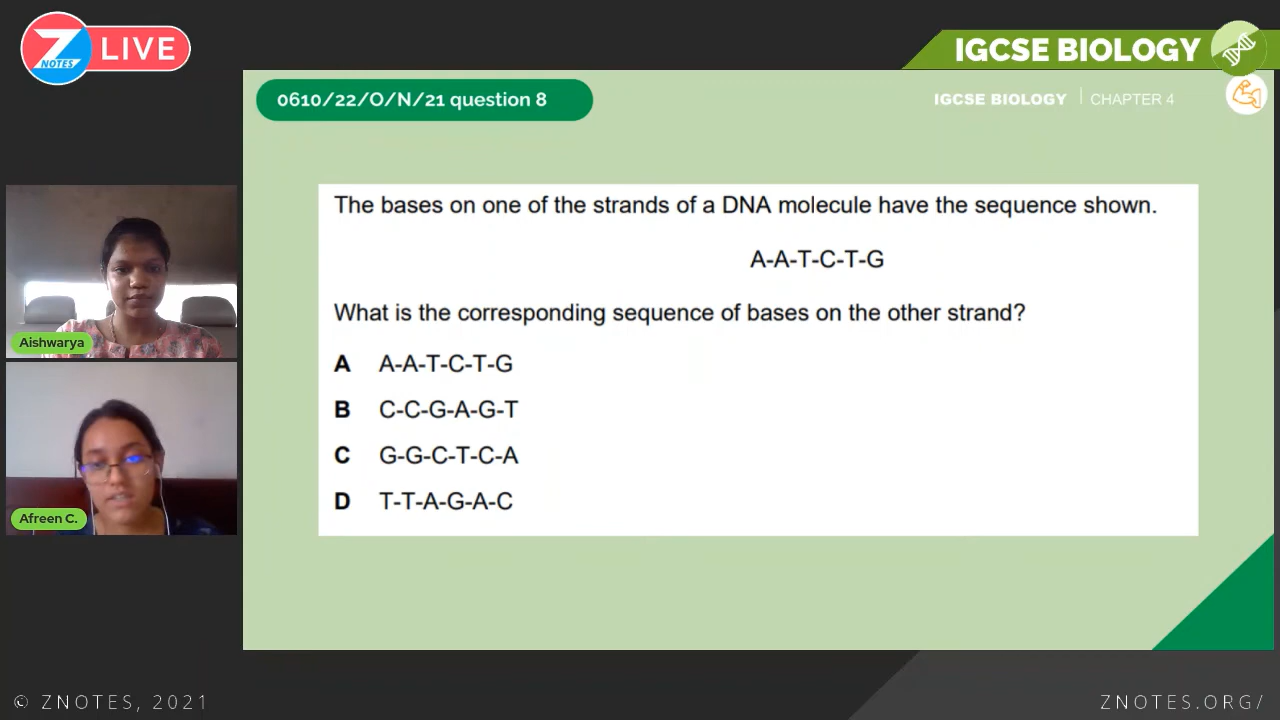 Z
NOTES
LIVE
IGCSE BIOLOGY
0610/22/O/N/21 question 8
IGCSE BIOLOGY | CHAPTER 4
The bases on one of the strands of a DNA molecule have the sequence shown.
A-A-T-C-T-G
What is the corresponding sequence of bases on the other strand?
A A-A-T-C-T-G
B C-C-G-A-G-T
C G-G-C-T-C-A
D T-T-A-G-A-C
Aishwarya
Afreen C.
© ZNOTES, 2021
ZNOTES.ORG/